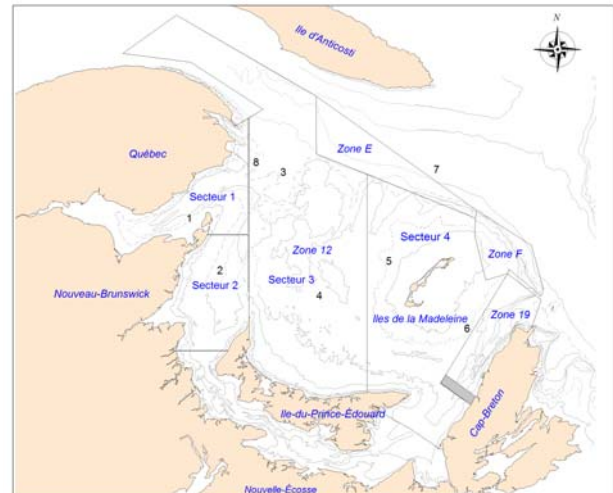 N
Ile d'Anticosti
Québec
Zone E
8
3
7
Secteur 1
1
Secteur 4
Zone 12
5
Zone F
2
Secteur 2
Secteur 3
4
Nouveau-Brunswick
Iles de la Madeleine
6
Zone 19
Cap-Breton
Ile-du-Prince-Édouard
Nouvelle-Écosse